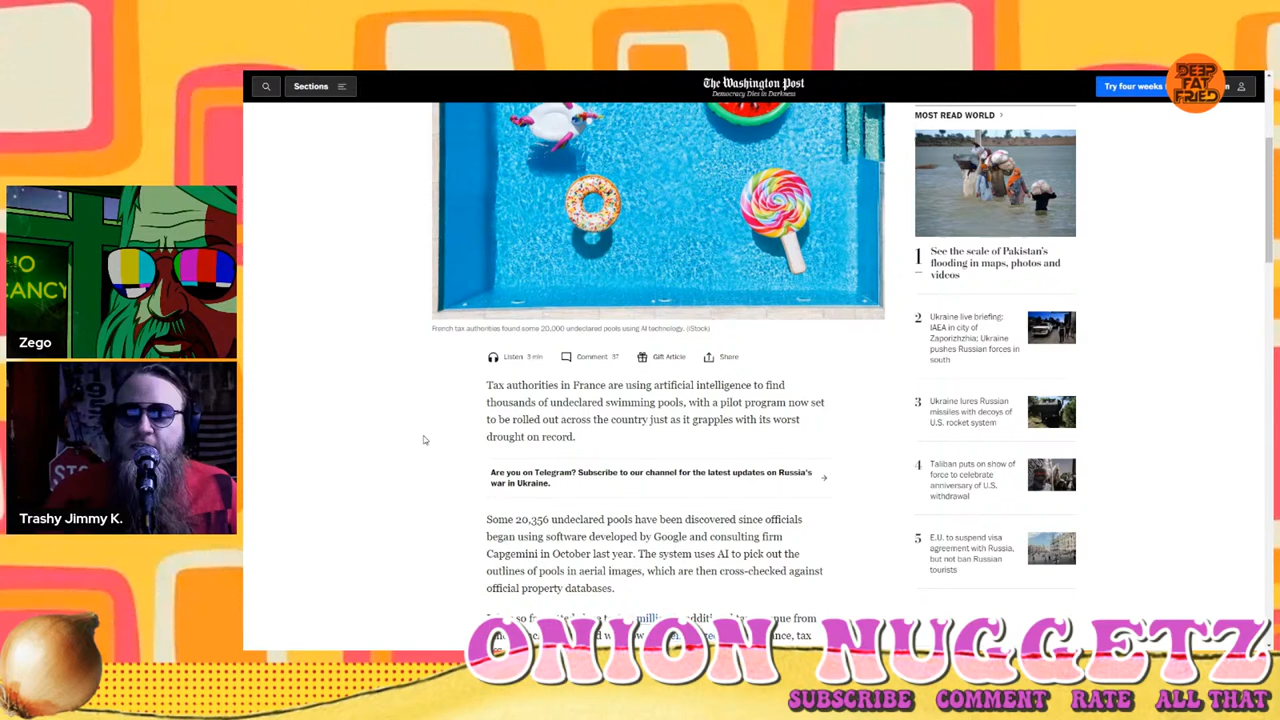 Sections
The Washington Post
Democracy Dies in Darkness
Try four weeks
DEEP
FAT
FRIED
MOST READ WORLD
1
See the scale of Pakistan's
flooding in maps, photos and
videos
2
Ukraine live briefing:
IAEA in city of
Zaporizhzhia; Ukraine
pushes Russian forces in
south
3
Ukraine lures Russian
missiles with decoys of
U.S. rocket system
4
Taliban puts on show of
force to celebrate
anniversary of U.S.
withdrawal
5
E.U. to suspend visa
agreement with Russia,
but not ban Russian
tourists
French tax authorities found some 20,000 undeclared pools using AI technology. (iStock)
Listen 3 min
Comment 37
Gift Article
Share
Tax authorities in France are using artificial intelligence to find
thousands of undeclared swimming pools, with a pilot program now set
to be rolled out across the country just as it grapples with its worst
drought on record.
Are you on Telegram? Subscribe to our channel for the latest updates on Russia's
war in Ukraine.
Some 20,356 undeclared pools have been discovered since officials
began using software developed by Google and consulting firm
Capgemini in October last year. The system uses AI to pick out the
outlines of pools in aerial images, which are then cross-checked against
official property databases.
NO
CANCY
Zego
STO
Trashy Jimmy K.
ONION NUGGETZ
SUBSCRIBE COMMENT RATE ALL THAT